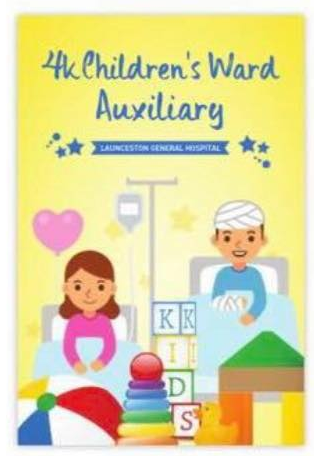 4k Children's Ward
Auxiliary
LAUNCESTON GENERAL HOSPITAL
K K
I
D
S